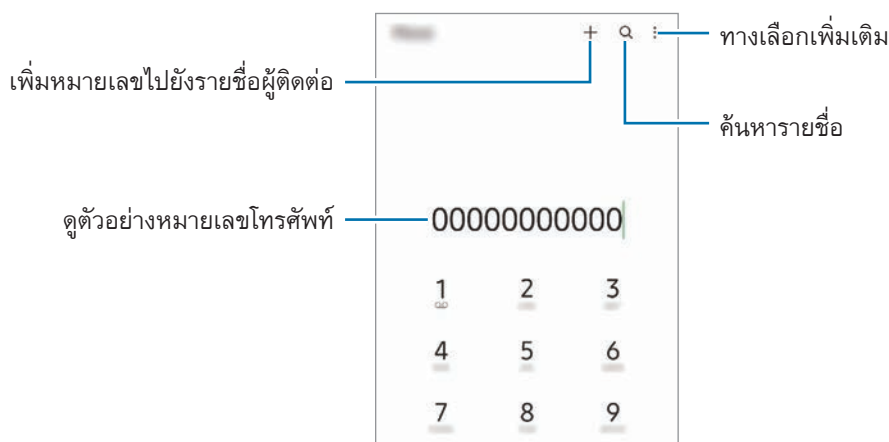 ทางเลือกเพิ่มเติม
เพิ่มหมายเลขไปยังรายชื่อผู้ติดต่อ
ค้นหารายชื่อ
ดูตัวอย่างหมายเลขโทรศัพท์
00000000000
1 2 3
4 5 6
7 8 9